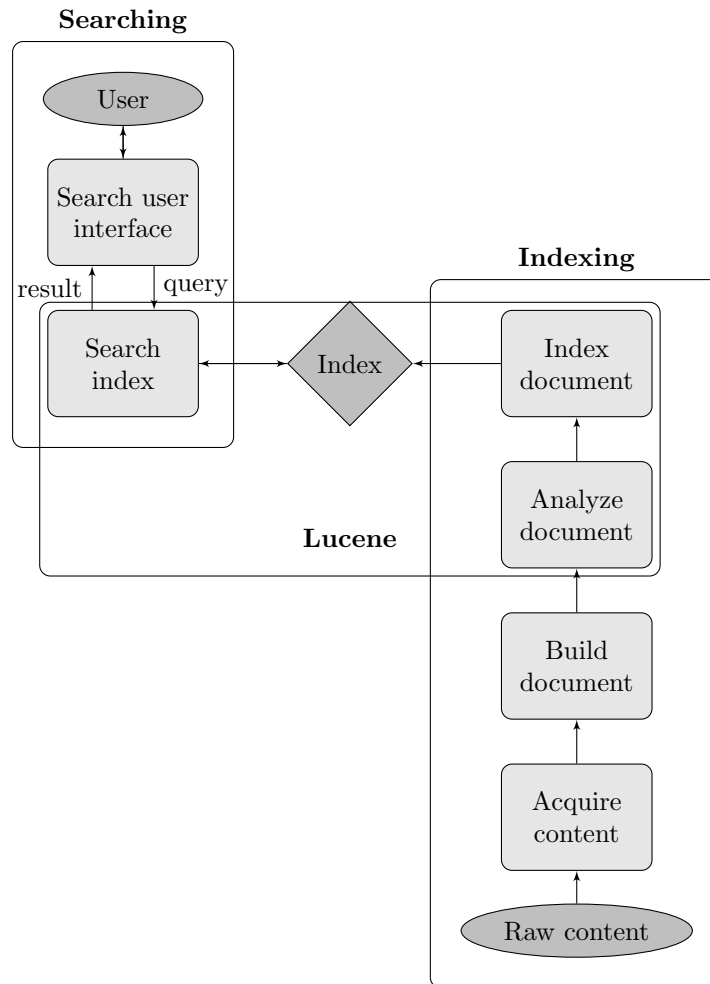 Searching
User
Search user
interface
result
query
Indexing
Search
index
Index
Index
document
Analyze
document
Lucene
Build
document
Acquire
content
Raw content